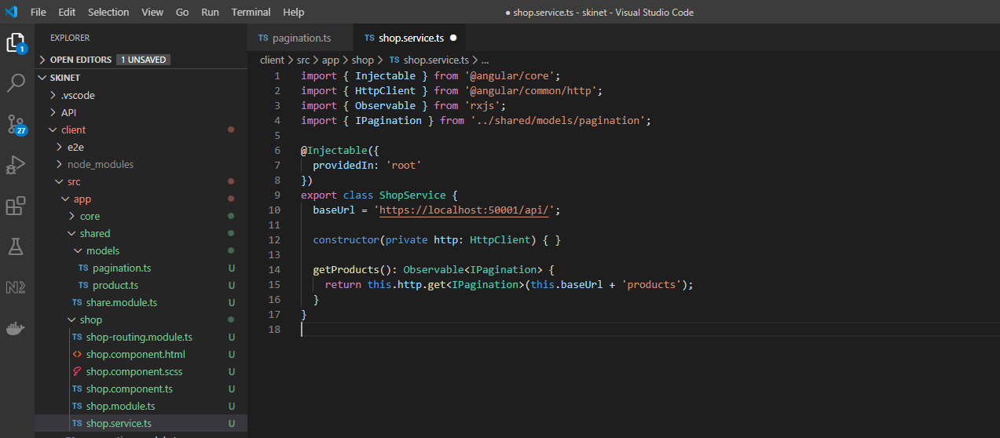 File Edit Selection View Go Run Terminal Help
● shop.service.ts - skinet - Visual Studio Code
1
27
EXPLORER
OPEN EDITORS 1 UNSAVED
SKINET
.vscode
API
client
e2e
node_modules
src
app
core
shared
models
TS pagination.ts U
TS product.ts U
TS share.module.ts U
shop
TS shop-routing.module.ts U
<> shop.component.html U
shop.component.scss U
TS shop.component.ts U
TS shop.module.ts U
TS shop.service.ts U
TS pagination.ts
TS shop.service.ts ●
client > src > app > shop > TS shop.service.ts > ...
1 import { Injectable } from '@angular/core';
2 import { HttpClient } from '@angular/common/http';
3 import { Observable } from 'rxjs';
4 import { IPagination } from '../shared/models/pagination';
5
6 @Injectable({
7 providedIn: 'root'
8 })
9 export class ShopService {
10 baseUrl = 'https://localhost:50001/api/';
11
12 constructor(private http: HttpClient) { }
13
14 getProducts(): Observable<IPagination> {
15 return this.http.get<IPagination>(this.baseUrl + 'products');
16 }
17 }
18